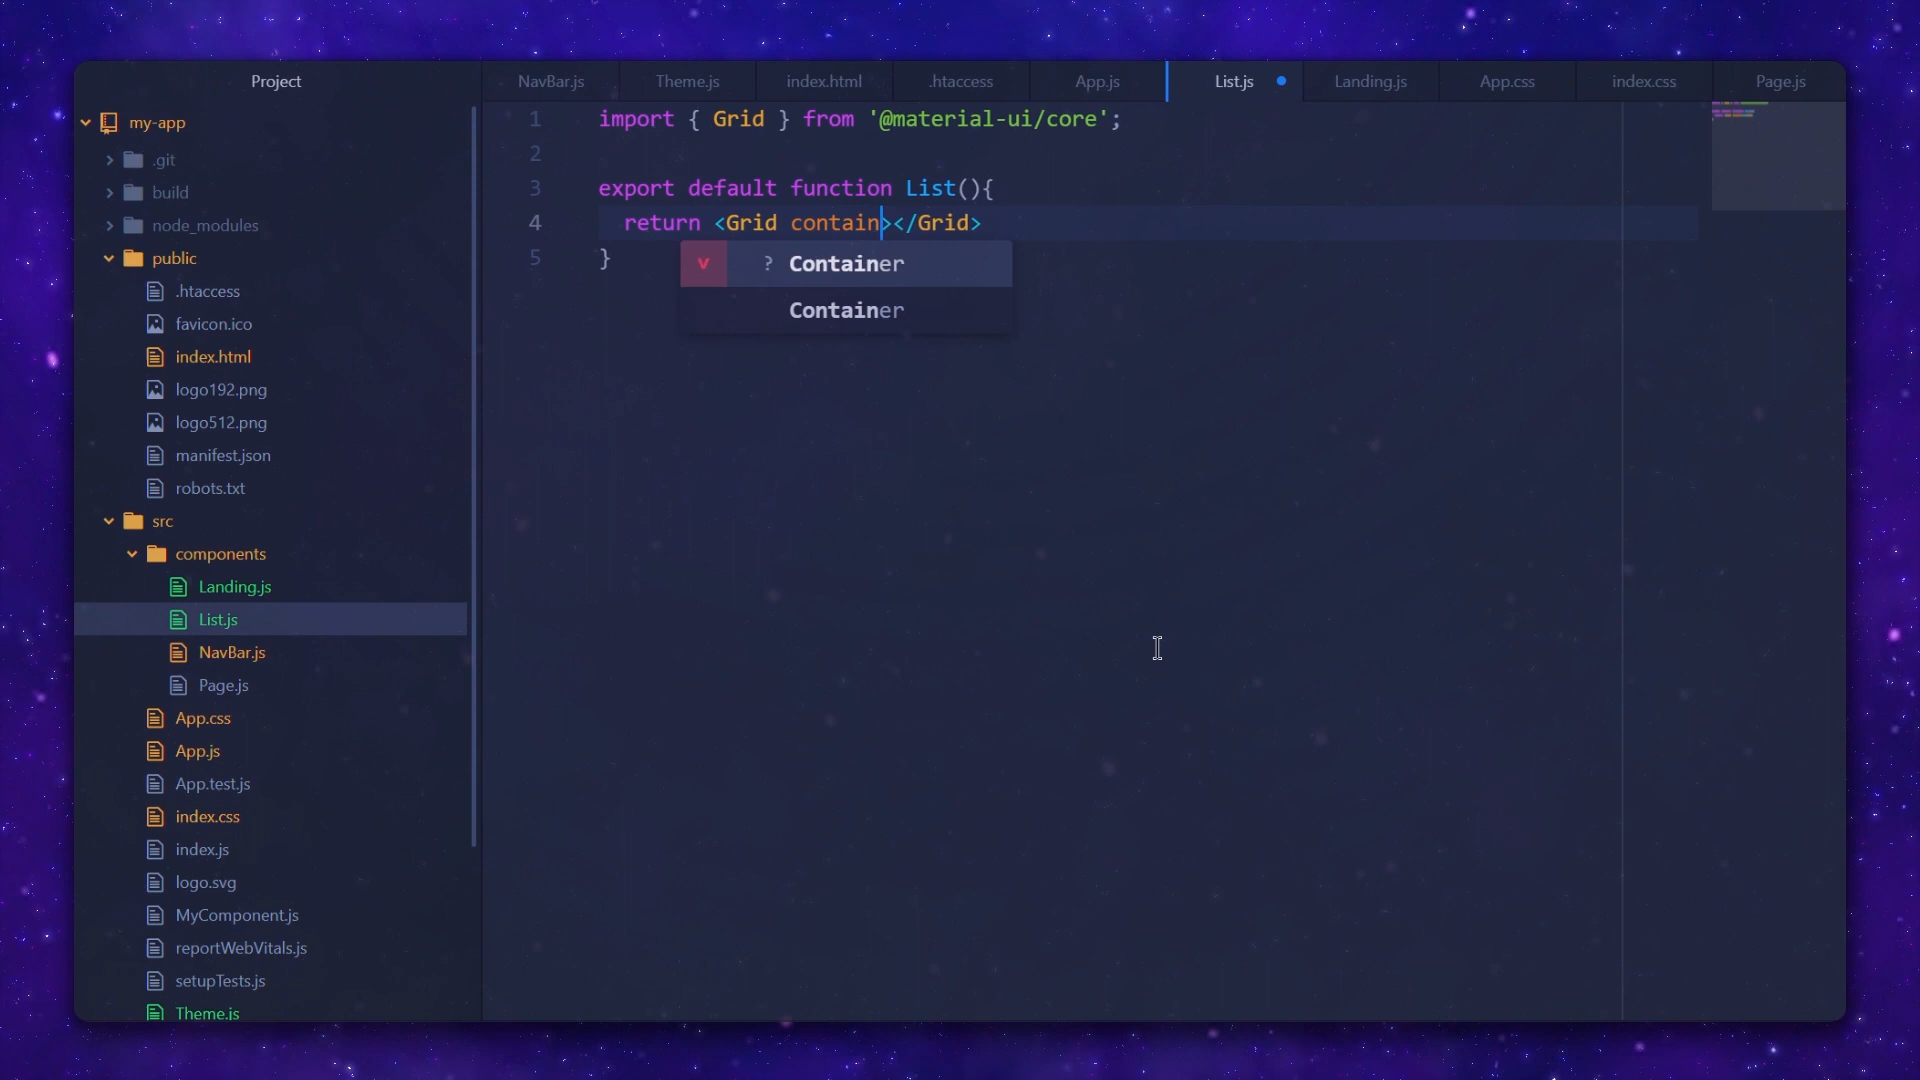 Project
my-app
.git
build
node_modules
public
.htaccess
favicon.ico
index.html
logo192.png
logo512.png
manifest.json
robots.txt
src
components
Landing.js
List.js
NavBar.js
Page.js
App.css
App.js
App.test.js
index.css
index.js
logo.svg
MyComponent.js
reportWebVitals.js
setupTests.js
Theme.js
NavBar.js Theme.js index.html .htaccess App.js List.js Landing.js App.css index.css Page.js
1 import { Grid } from '@material-ui/core';
2
3 export default function List(){
4 return <Grid contain></Grid>
5 }
v ? Container
Container